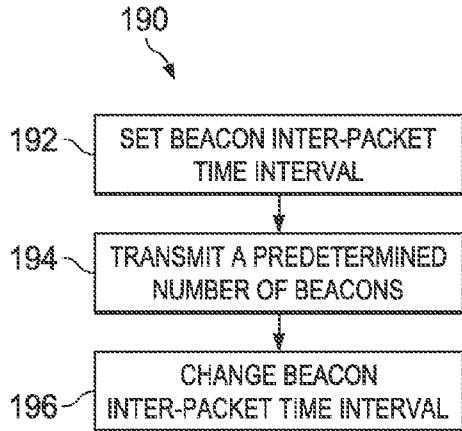 190
192
SET BEACON INTER-PACKET
TIME INTERVAL
194
TRANSMIT A PREDETERMINED
NUMBER OF BEACONS
196
CHANGE BEACON
INTER-PACKET TIME INTERVAL